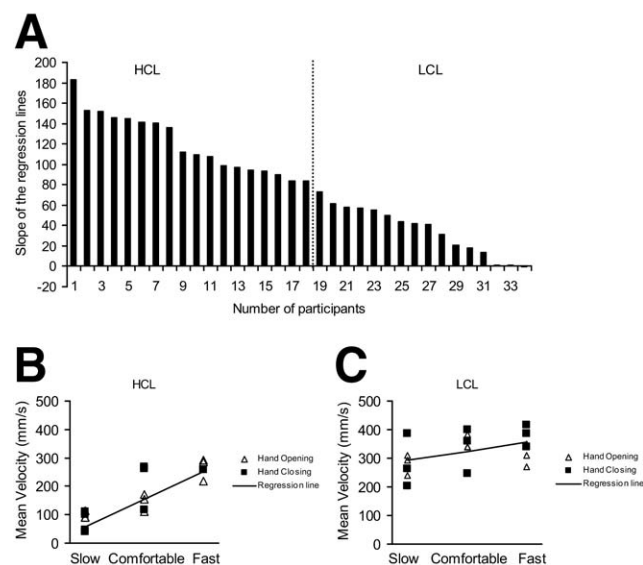 A
HCL
LCL
Slope of the regression lines
200
180
160
140
120
100
80
60
40
20
0
-20
1 3 5 7 9 11 13 15 17 19 21 23 25 27 29 31 33
Number of participants
B
HCL
Mean Velocity (mm/s)
500
400
300
200
100
0
Slow Comfortable Fast
Hand Opening
Hand Closing
Regression line
C
LCL
Mean Velocity (mm/s)
500
400
300
200
100
0
Slow Comfortable Fast
Hand Opening
Hand Closing
Regression line